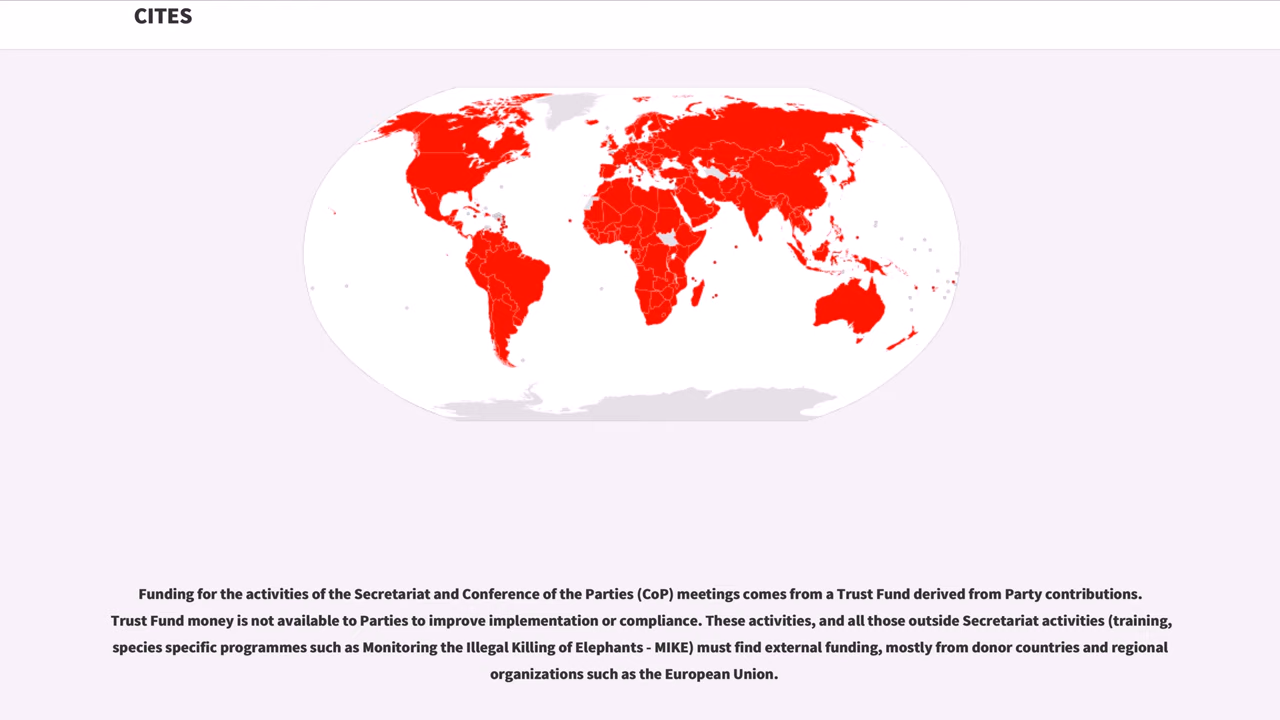 CITES
Funding for the activities of the Secretariat and Conference of the Parties (CoP) meetings comes from a Trust Fund derived from Party contributions.
Trust Fund money is not available to Parties to improve implementation or compliance. These activities, and all those outside Secretariat activities (training,
species specific programmes such as Monitoring the Illegal Killing of Elephants - MIKE) must find external funding, mostly from donor countries and regional
organizations such as the European Union.